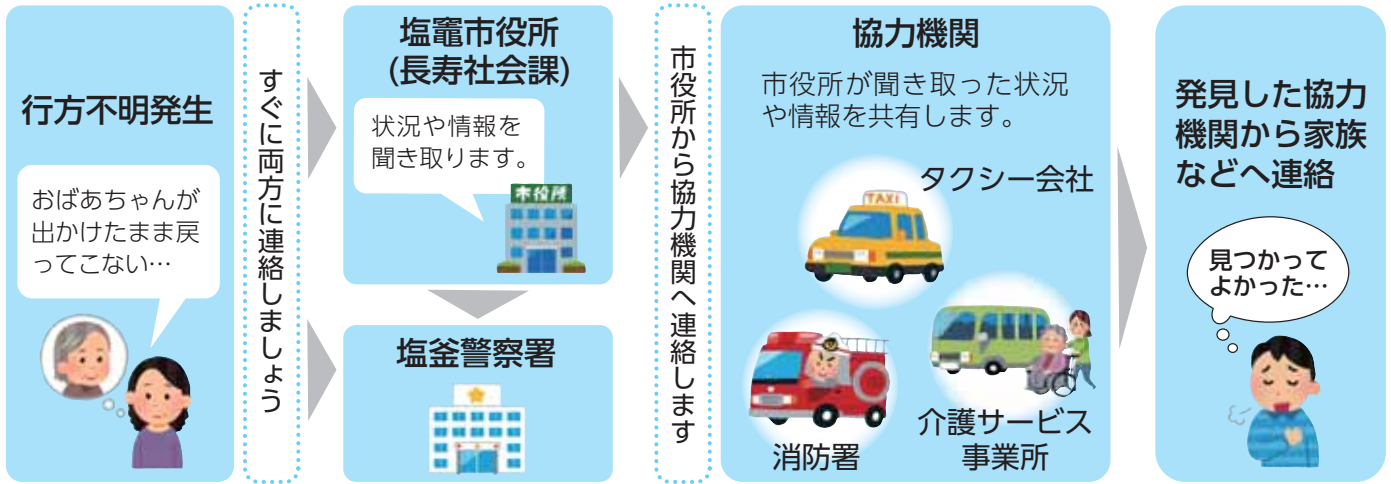 行方不明発生
おばあちゃんが
出かけたまま戻
ってこない…
すぐに両方に連絡しましょう
塩竈市役所
(長寿社会課)
状況や情報を
聞き取ります。
市役所
塩釜警察署
市役所から協力機関へ連絡します
協力機関
市役所が聞き取った状況
や情報を共有します。
タクシー会社
TAXI
消防署
介護サービス
事業所
発見した協力
機関から家族
などへ連絡
見つかって
よかった…